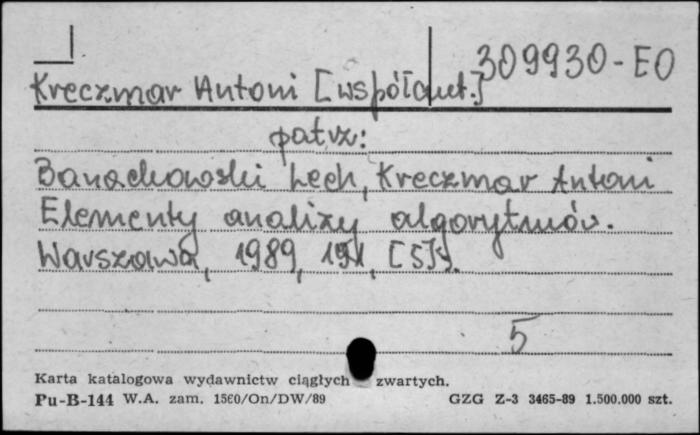 309930-EO
Kreczmar Antoni [współaut.]
patrz:
Banachowski Lech, Kreczmar Antoni
Elementy analizy algorytmów.
Warszawa, 1989, 191, [5]s.
5
Karta katalogowa wydawnictw ciągłych zwartych.
Pu-B-144 W.A. zam. 1560/On/DW/89 GZG Z-3 3465-89 1.500.000 szt.